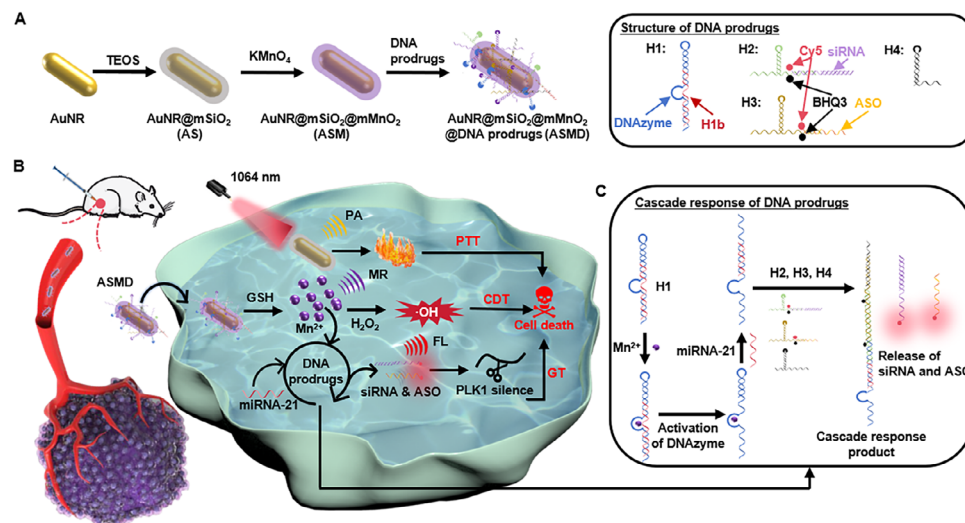 A
TEOS
KMnO₄
DNA
prodrugs
AuNR
AuNR@mSiO₂
(AS)
AuNR@mSiO₂@mMnO₂
(ASM)
AuNR@mSiO₂@mMnO₂
@DNA prodrugs (ASMD)
Structure of DNA prodrugs
H1:
H2:
Cy5
siRNA
H4:
H3:
BHQ3
ASO
DNAzyme
H1b
B
1064 nm
PA
PTT
MR
ASMD
GSH
Mn²⁺
H₂O₂
·OH
CDT
Cell death
FL
DNA
prodrugs
miRNA-21
siRNA & ASO
PLK1 silence
GT
C
Cascade response of DNA prodrugs
H1
H2, H3, H4
Mn²⁺
miRNA-21
Release of
siRNA and ASO
Activation
of DNAzyme
Cascade response
product